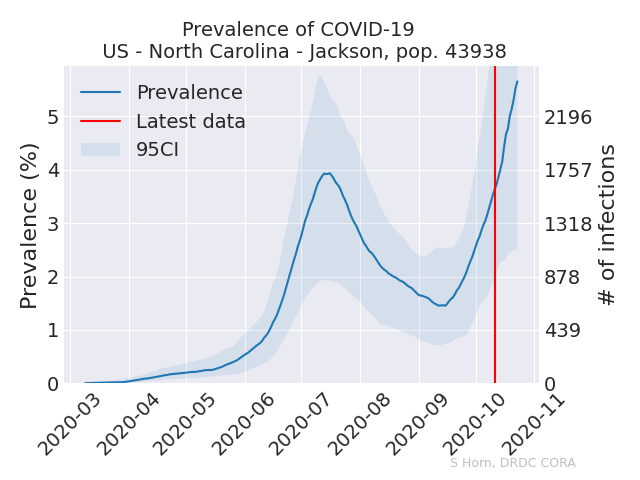 Prevalence of COVID-19
US - North Carolina - Jackson, pop. 43938
Prevalence
Latest data
95CI
Prevalence (%)
5
4
3
2
1
0
2196
1757
1318
878
439
0
# of infections
2020-03
2020-04
2020-05
2020-06
2020-07
2020-08
2020-09
2020-10
2020-11
S Horn, DRDC CORA